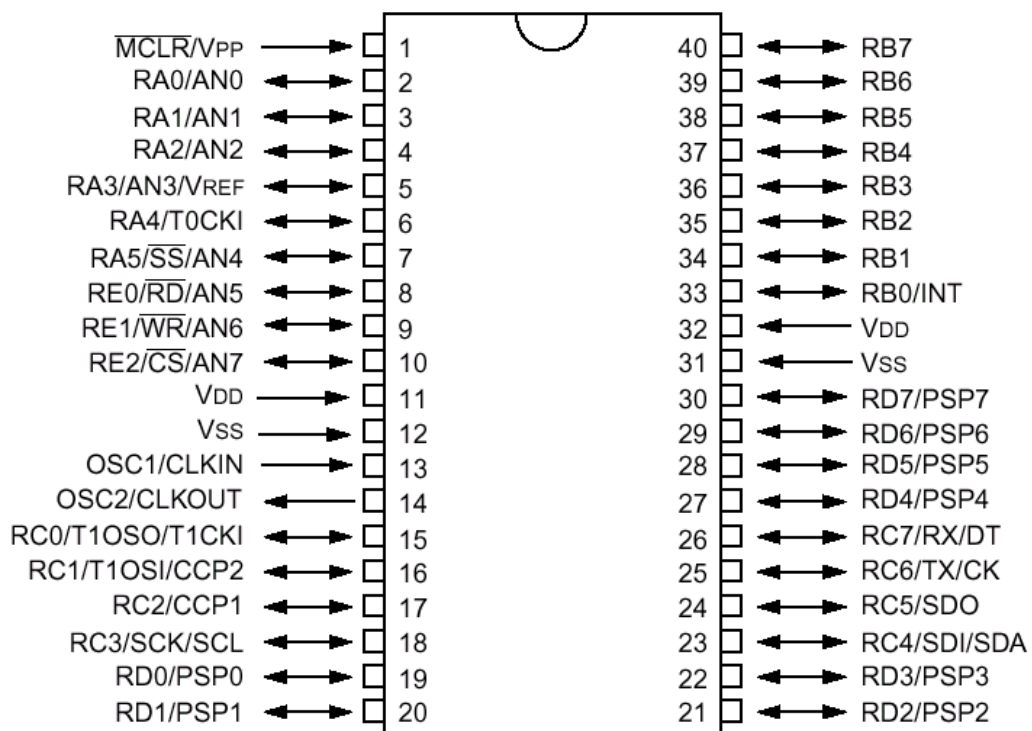 MCLR/VPP 1 40 RB7
RA0/AN0 2 39 RB6
RA1/AN1 3 38 RB5
RA2/AN2 4 37 RB4
RA3/AN3/VREF 5 36 RB3
RA4/T0CKI 6 35 RB2
RA5/SS/AN4 7 34 RB1
RE0/RD/AN5 8 33 RB0/INT
RE1/WR/AN6 9 32 VDD
RE2/CS/AN7 10 31 VSS
VDD 11 30 RD7/PSP7
VSS 12 29 RD6/PSP6
OSC1/CLKIN 13 28 RD5/PSP5
OSC2/CLKOUT 14 27 RD4/PSP4
RC0/T1OSO/T1CKI 15 26 RC7/RX/DT
RC1/T1OSI/CCP2 16 25 RC6/TX/CK
RC2/CCP1 17 24 RC5/SDO
RC3/SCK/SCL 18 23 RC4/SDI/SDA
RD0/PSP0 19 22 RD3/PSP3
RD1/PSP1 20 21 RD2/PSP2